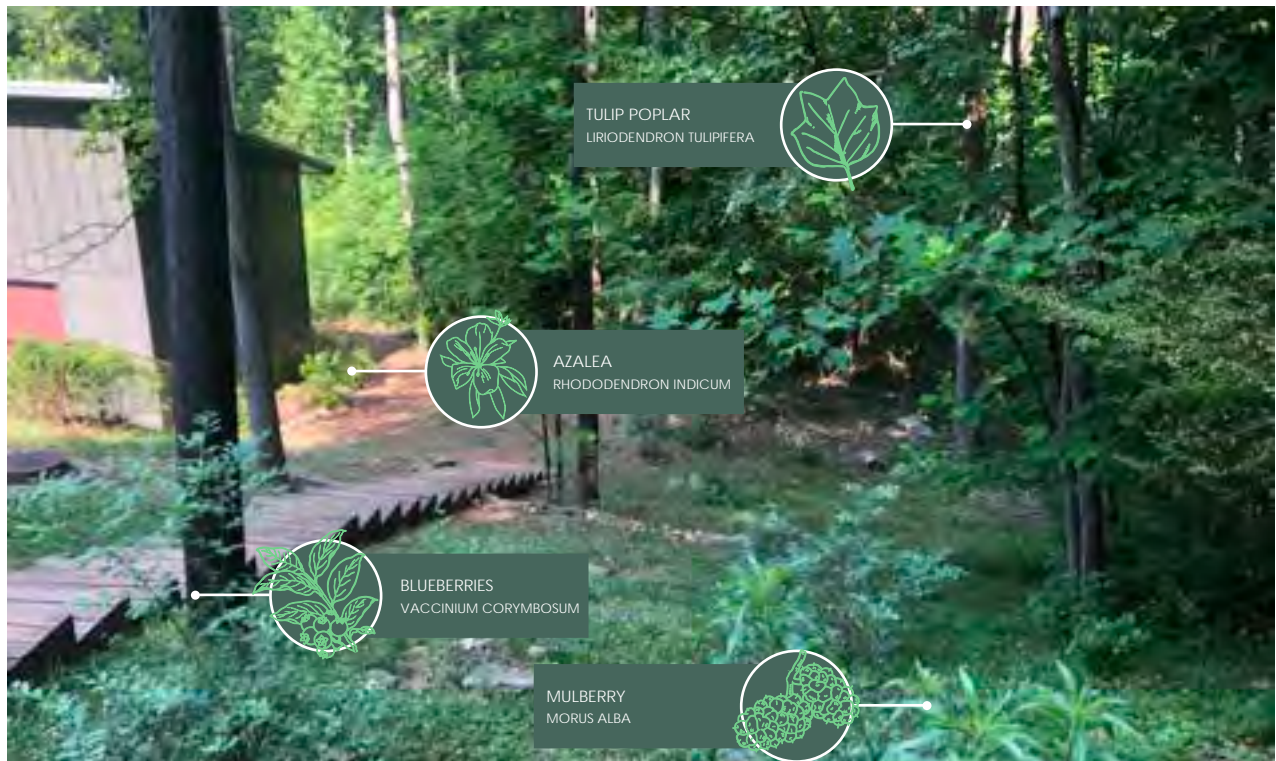 TULIP POPLAR
LIRIODENDRON TULIPIFERA
AZALEA
RHODODENDRON INDICUM
BLUEBERRIES
VACCINIUM CORYMBOSUM
MULBERRY
MORUS ALBA